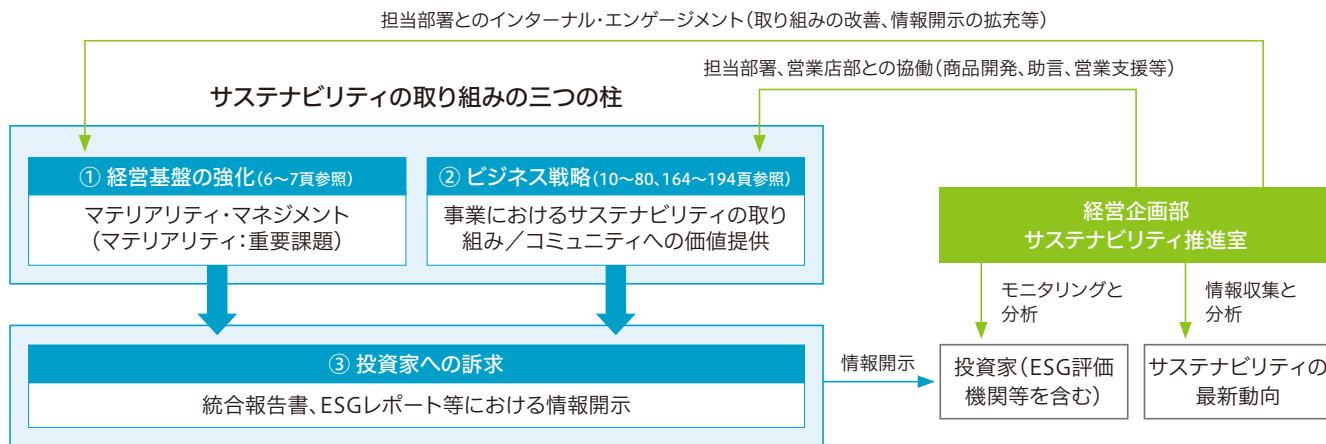 担当部署とのインターナル・エンゲージメント（取り組みの改善、情報開示の拡充等）
担当部署、営業店部との協働（商品開発、助言、営業支援等）
サステナビリティの取り組みの三つの柱
① 経営基盤の強化（6～7頁参照）
マテリアリティ・マネジメント
（マテリアリティ：重要課題）
② ビジネス戦略（10～80、164～194頁参照）
事業におけるサステナビリティの取り
組み／コミュニティへの価値提供
経営企画部
サステナビリティ推進室
モニタリングと
分析
情報収集と
分析
③ 投資家への訴求
統合報告書、ESGレポート等における情報開示
情報開示
投資家（ESG評価
機関等を含む）
サステナビリティの
最新動向